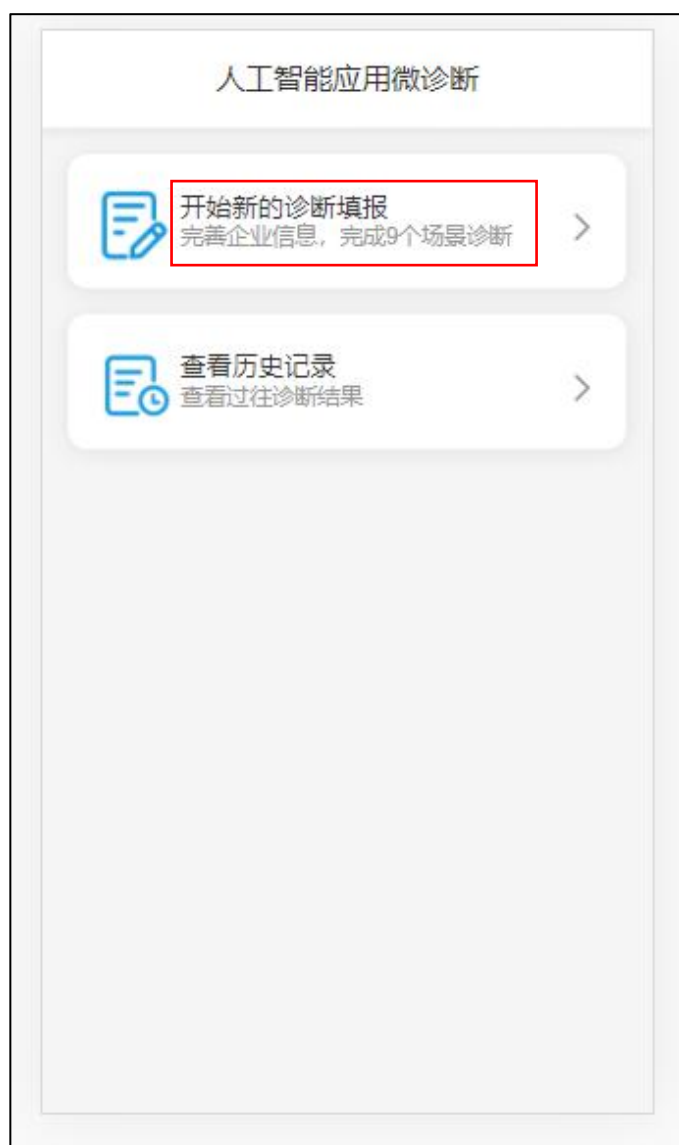 人工智能应用微诊断
开始新的诊断填报
完善企业信息，完成9个场景诊断
查看历史记录
查看过往诊断结果